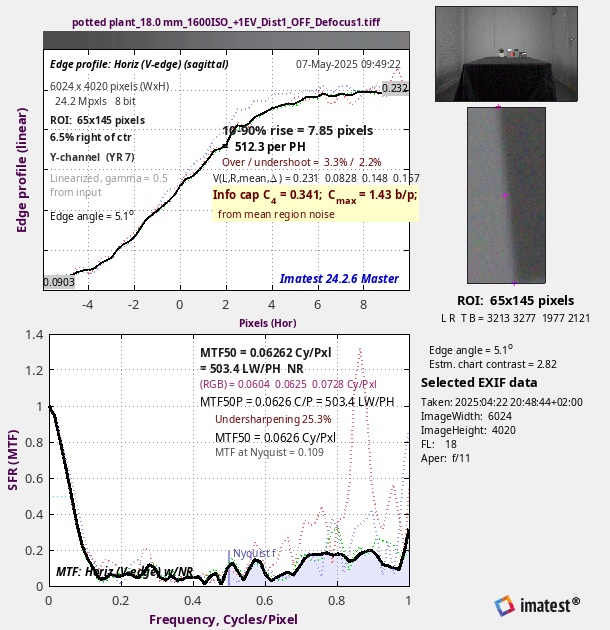 potted plant_18.0 mm_1600ISO_+1EV_Dist1_OFF_Defocus1.tiff
Edge profile: Horiz (V-edge) (sagittal)
07-May-2025 09:49:22
6024 x 4020 pixels (WxH)
24.2 Mpxls 8 bit
ROI: 65x145 pixels
6.5% right of ctr
Y-channel (YR7)
Linearized, gamma = 0.5
from input
Edge angle = 5.1°
0.232
10-90% rise = 7.85 pixels
= 512.3 per PH
Over / undershoot = 3.3% / 2.2%
V(L,R,mean,Δ) = 0.231 0.0828 0.148 0.157
Info cap C4 = 0.341; Cmax = 1.43 b/p;
from mean region noise
0.0903
Imatest 24.2.6 Master
Edge profile (linear)
-4 -2 0 2 4 6 8
Pixels (Hor)
ROI: 65x145 pixels
L R T B = 3213 3277 1977 2121
Edge angle = 5.1°
Estm. chart contrast = 2.82
Selected EXIF data
Taken: 2025:04:22 20:48:44+02:00
ImageWidth: 6024
ImageHeight: 4020
FL: 18
Aper: f/11
MTF50 = 0.06262 Cy/Pxl
= 503.4 LW/PH NR
(RGB) = 0.0604 0.0625 0.0728 Cy/Pxl
MTF50P = 0.0626 C/P = 503.4 LW/PH
Undersharpening 25.3%
MTF50 = 0.0626 Cy/Pxl
MTF at Nyquist = 0.109
Nyquist f
MTF: Horiz (V-edge) w/NR
SFR (MTF)
1.4
1.2
1
0.8
0.6
0.4
0.2
0
0 0.2 0.4 0.6 0.8 1
Frequency, Cycles/Pixel
imatest®